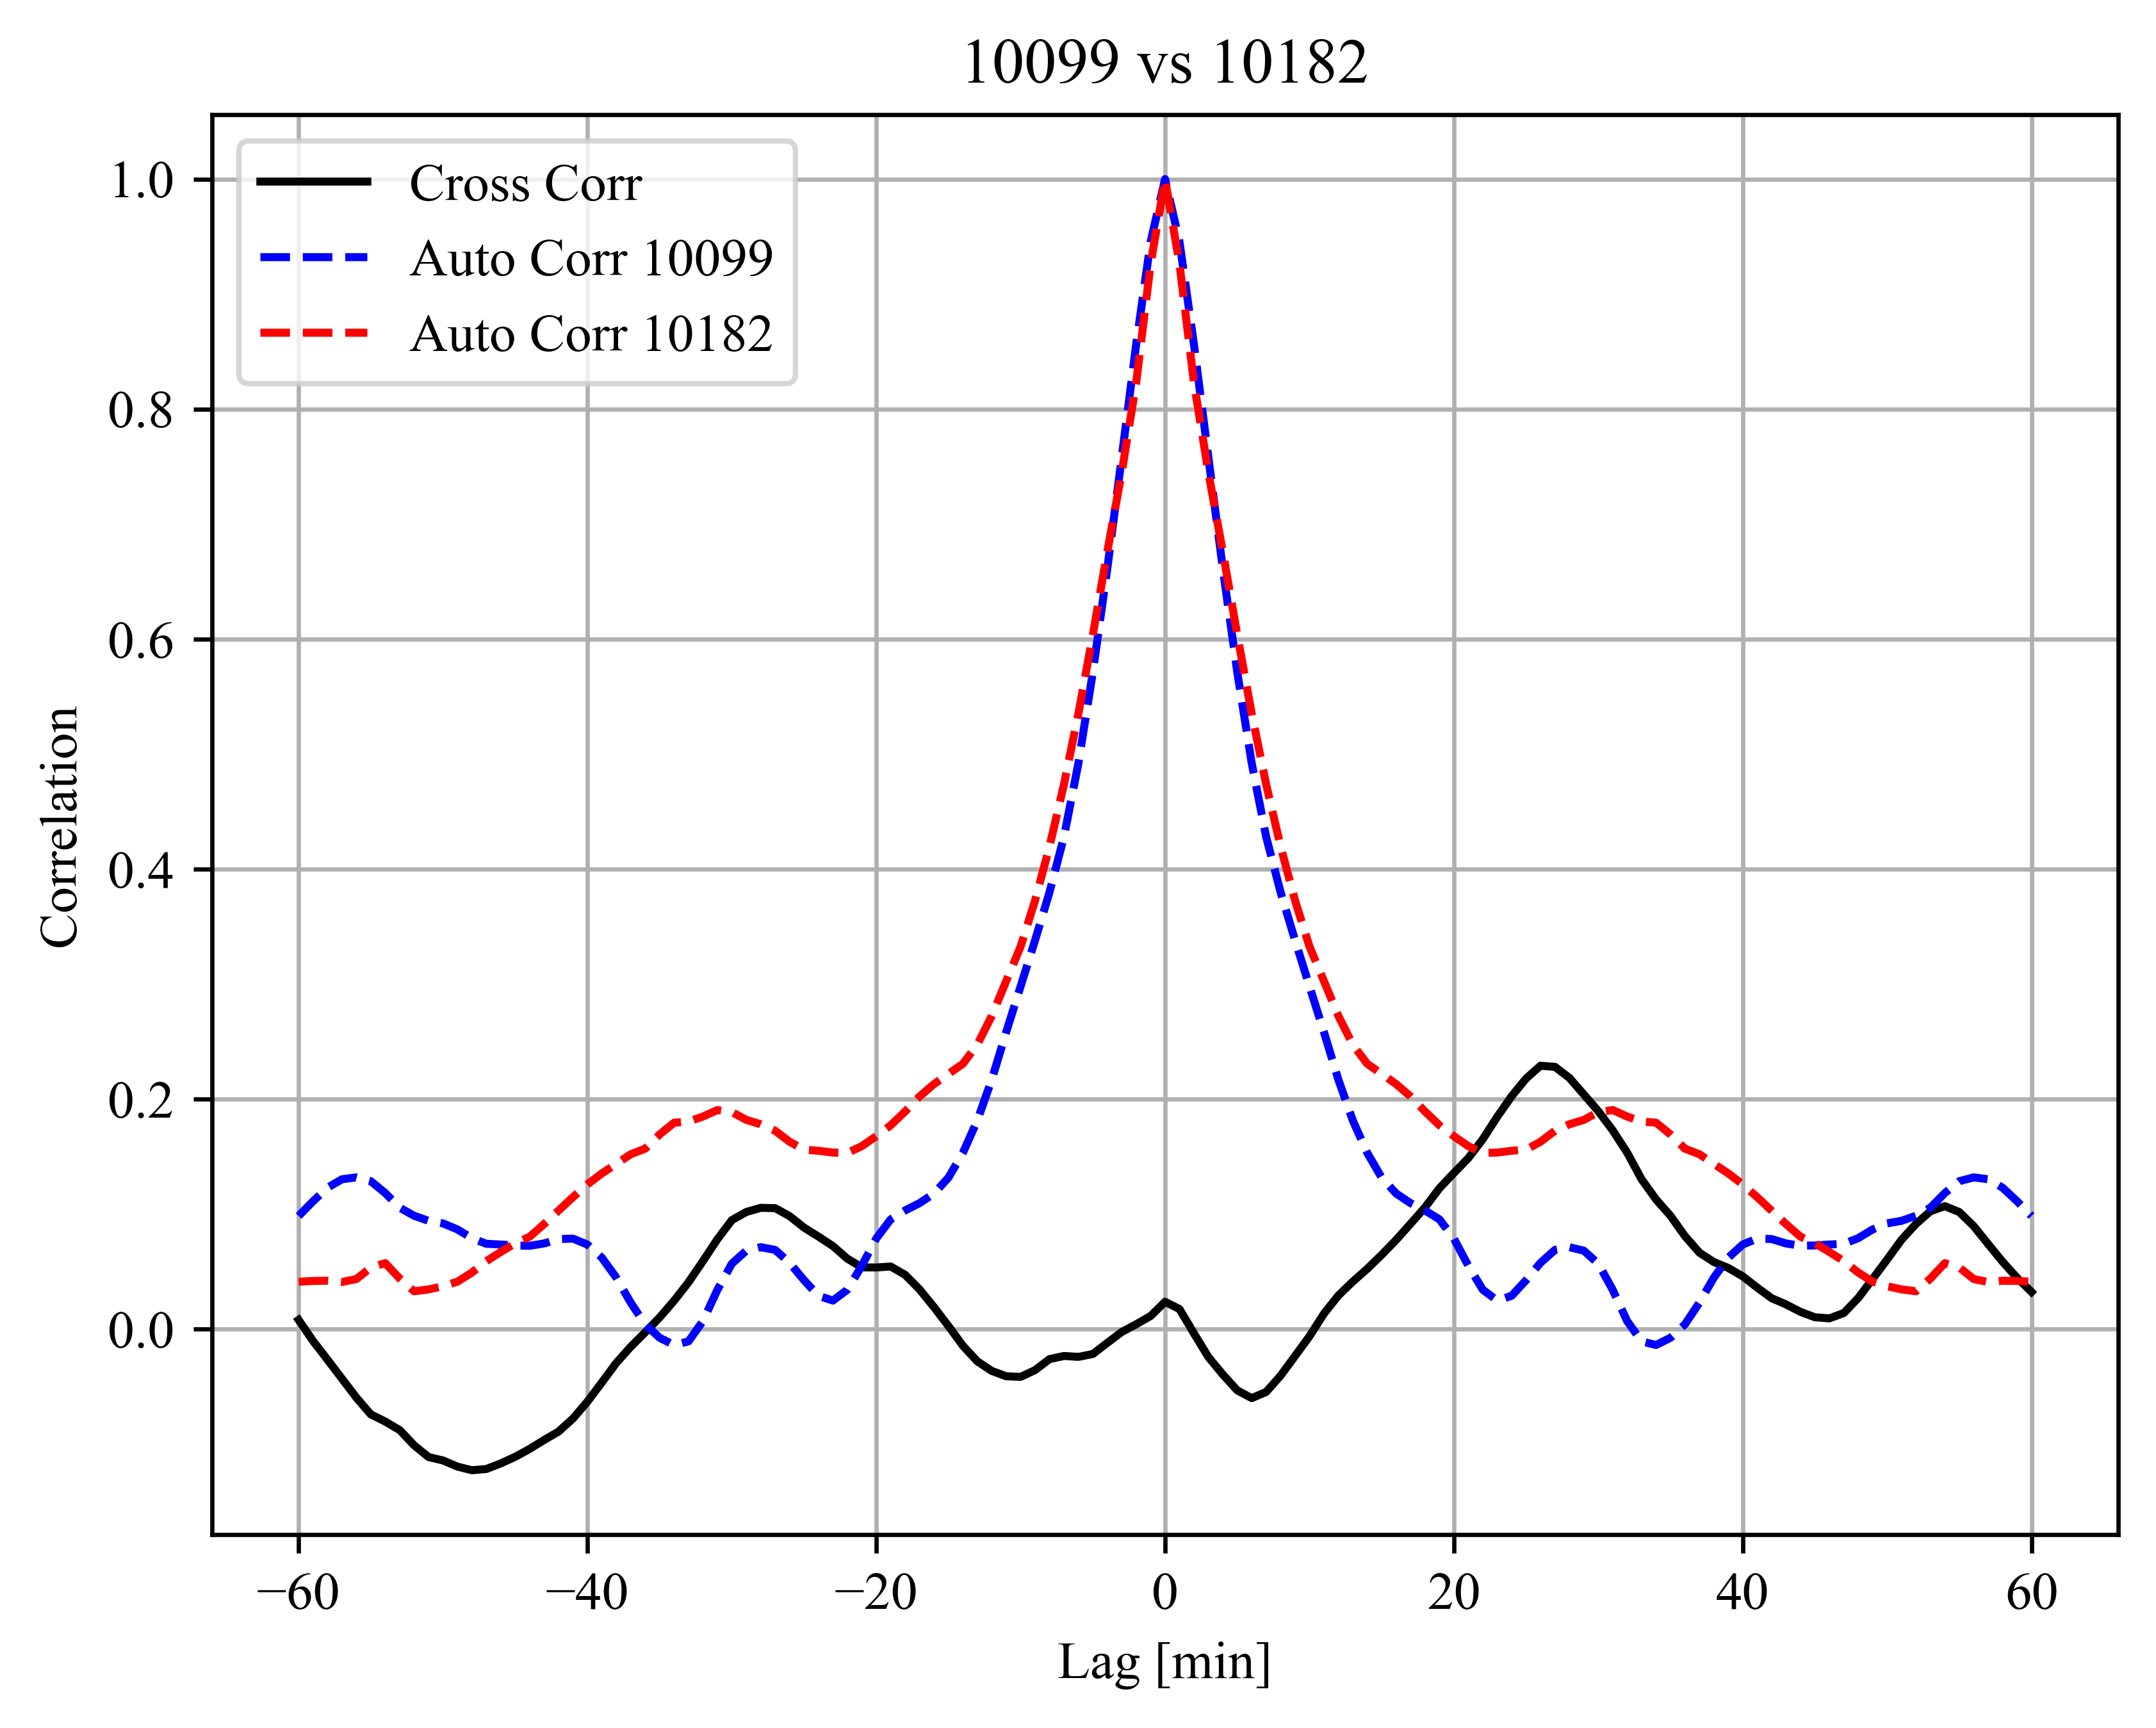 10099 vs 10182
Cross Corr
Auto Corr 10099
Auto Corr 10182
1.0
0.8
0.6
0.4
0.2
0.0
Correlation
−60
−40
−20
0
20
40
60
Lag [min]